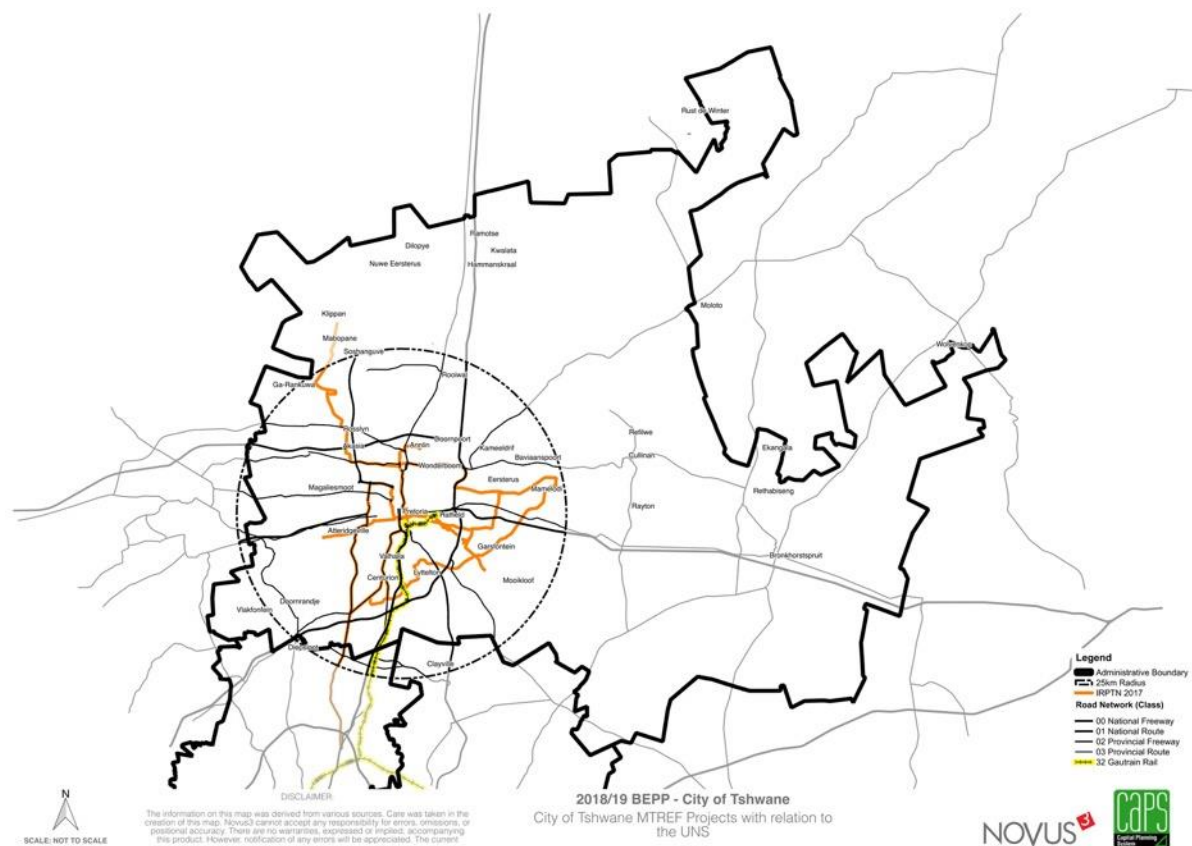 Rust de Winter
Ramotse
Dilopye
Kwalata
Nuwe Eersterus
Hammanskraal
Moloto
Klippan
Mabopane
Soshanguve
Rooiwal
Ga-Rankuwa
Rosslyn
Akasia
Annlin
Doornpoort
Kameeldrif
Refilwe
Ekangala
Wonderboom
Baviaanspoort
Cullinan
Magaliesmoot
Eersterus
Mamelodi
Rethabiseng
Pretoria
Hatfield
Rayton
Atteridgeville
Garsfontein
Valhalla
Bronkhorstspruit
Centurion
Lyttelton
Mooikloof
Doornrandje
Vlakfontein
Diepsloot
Clayville
Legend
Administrative Boundary
25km Radius
IRPTN 2017
Road Network (Class)
00 National Freeway
01 National Route
02 Provincial Freeway
03 Provincial Route
32 Gautrain Rail
N
SCALE: NOT TO SCALE
DISCLAIMER:
The information on this map was derived from various sources. Care was taken in the
creation of this map. Novus3 cannot accept any responsibility for errors, omissions, or
positional accuracy. There are no warranties, expressed or implied, accompanying
this product. However, notification of any errors will be appreciated. The current
2018/19 BEPP - City of Tshwane
City of Tshwane MTREF Projects with relation to
the UNS
NOVUS3
CAPS
Capital Planning
System